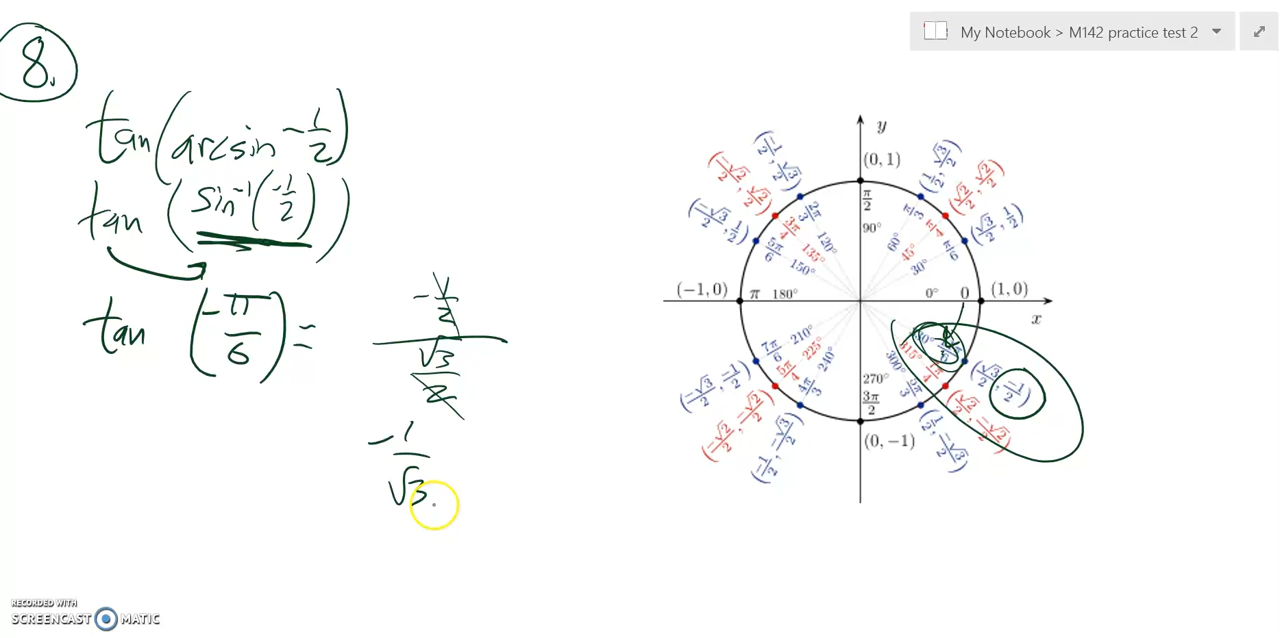 My Notebook > M142 practice test 2
8.
tan(arcsin -1/2)
tan (sin⁻¹(-1/2))
tan (-π/6) =
-1/2
√3/2
-1/√3
y
(0, 1)
(-1/2, √3/2)
(1/2, √3/2)
(-√2/2, √2/2)
(√2/2, √2/2)
(-√3/2, 1/2)
(√3/2, 1/2)
π/2
90°
2π/3
120°
π/3
60°
3π/4
135°
π/4
45°
5π/6
150°
π/6
30°
(-1, 0)
π
180°
0°
0
(1, 0)
x
7π/6
210°
5π/4
225°
315°
7π/4
4π/3
240°
300°
5π/3
270°
3π/2
(-√3/2, -1/2)
(√3/2, -1/2)
(-√2/2, -√2/2)
(√2/2, -√2/2)
(-1/2, -√3/2)
(1/2, -√3/2)
(0, -1)
RECORDED WITH
SCREENCAST MATIC